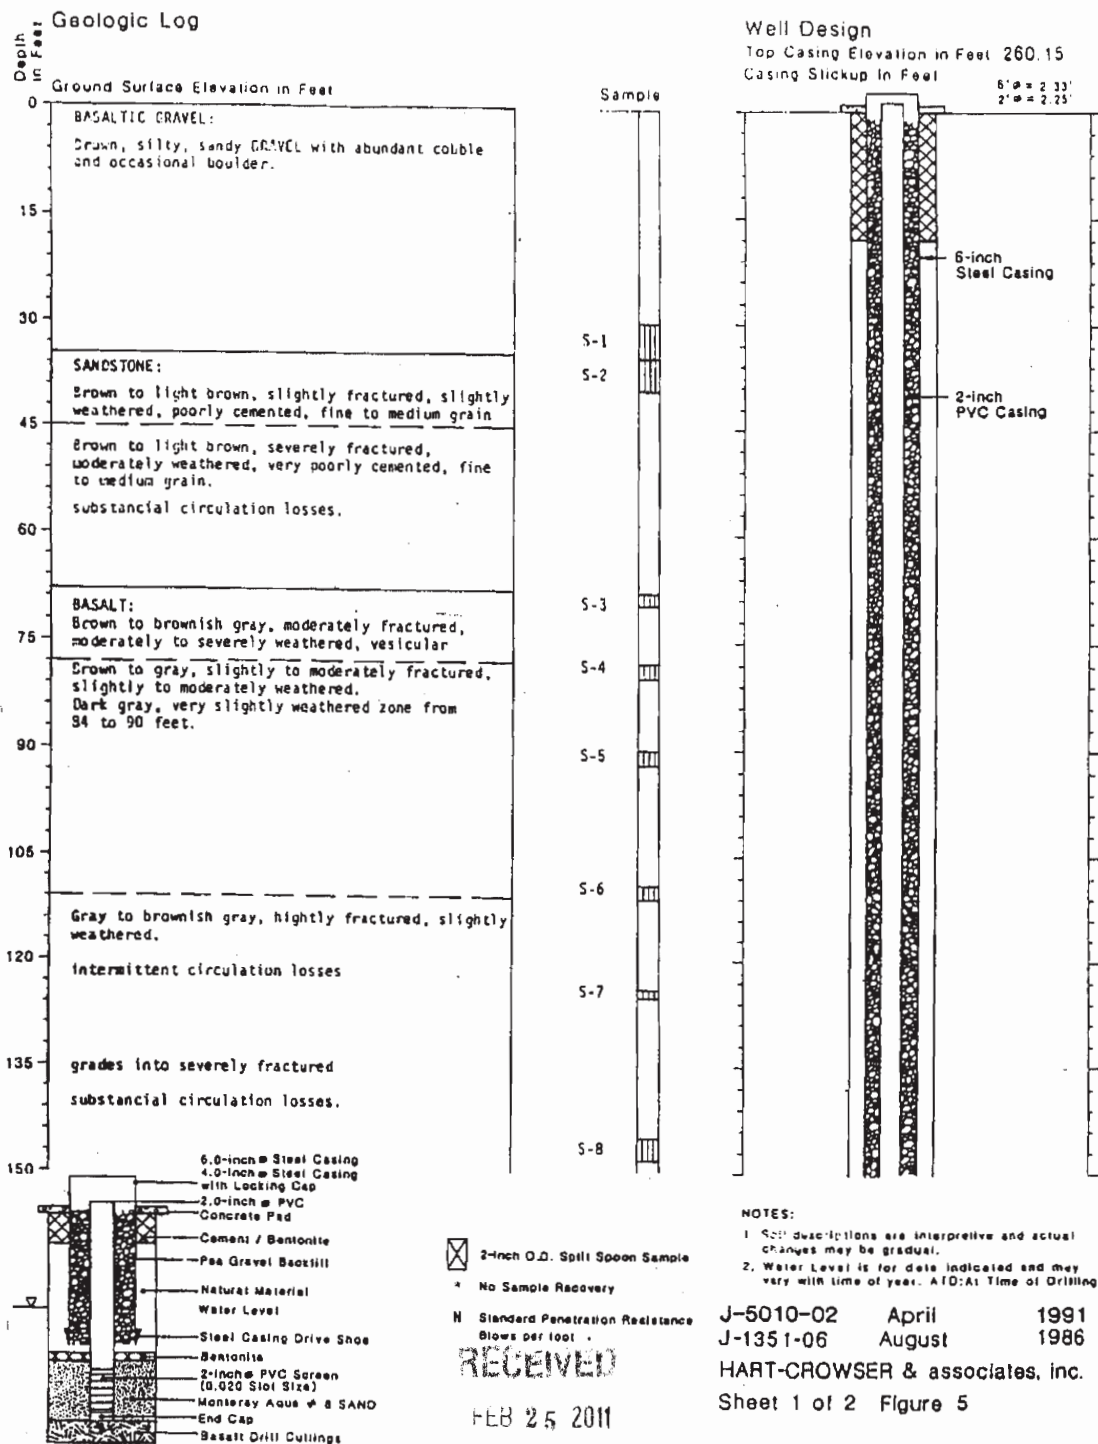 Geologic Log
Depth
in Feet
Ground Surface Elevation in Feet
0
BASALTIC GRAVEL:
Brown, silty, sandy GRAVEL with abundant cobble
and occasional boulder.
15
30
SANDSTONE:
Brown to light brown, slightly fractured, slightly
weathered, poorly cemented, fine to medium grain
45
Brown to light brown, severely fractured,
moderately weathered, very poorly cemented, fine
to medium grain.
substancial circulation losses.
60
BASALT:
Brown to brownish gray, moderately fractured,
moderately to severely weathered, vesicular
75
Brown to gray, slightly to moderately fractured,
slightly to moderately weathered.
Dark gray, very slightly weathered zone from
84 to 90 feet.
90
105
Gray to brownish gray, hightly fractured, slightly
weathered.
120
intermittent circulation losses
135
grades into severely fractured
substancial circulation losses.
150
Sample
S-1
S-2
S-3
S-4
S-5
S-6
S-7
S-8
Well Design
Top Casing Elevation in Feet 260.15
Casing Stickup in Feet
6"ø = 2.33'
2"ø = 2.25'
6-inch
Steel Casing
2-inch
PVC Casing
6.0-inch ø Steel Casing
4.0-inch ø Steel Casing
with Locking Cap
2.0-inch ø PVC
Concrete Pad
Cement / Bentonite
Pea Gravel Backfill
Natural Material
Water Level
Steel Casing Drive Shoe
Bentonite
2-inch ø PVC Screen
(0.020 Slot Size)
Monterey Aqua # 8 SAND
End Cap
Basalt Drill Cuttings
2-inch O.D. Split Spoon Sample
* No Sample Recovery
N Standard Penetration Resistance
Blows per foot
RECEIVED
FEB 25 2011
NOTES:
1. Soil descriptions are interpretive and actual
changes may be gradual.
2. Water Level is for date indicated and may
vary with time of year. ATD:At Time of Drilling
J-5010-02 April 1991
J-1351-06 August 1986
HART-CROWSER & associates, inc.
Sheet 1 of 2 Figure 5